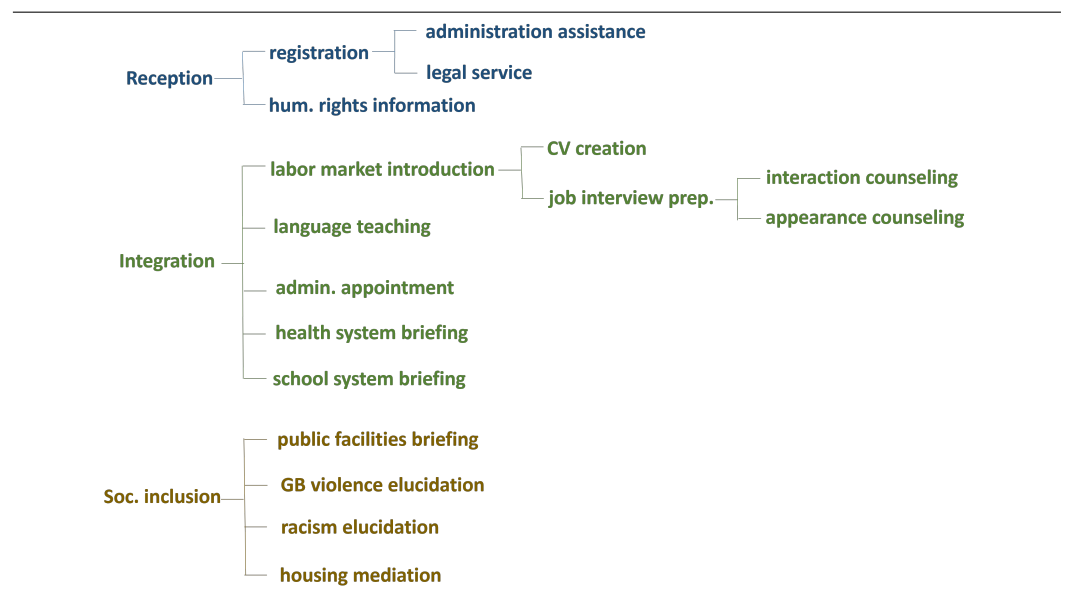 administration assistance
registration
legal service
Reception
hum. rights information
CV creation
labor market introduction
interaction counseling
job interview prep.
appearance counseling
language teaching
Integration
admin. appointment
health system briefing
school system briefing
public facilities briefing
GB violence elucidation
Soc. inclusion
racism elucidation
housing mediation